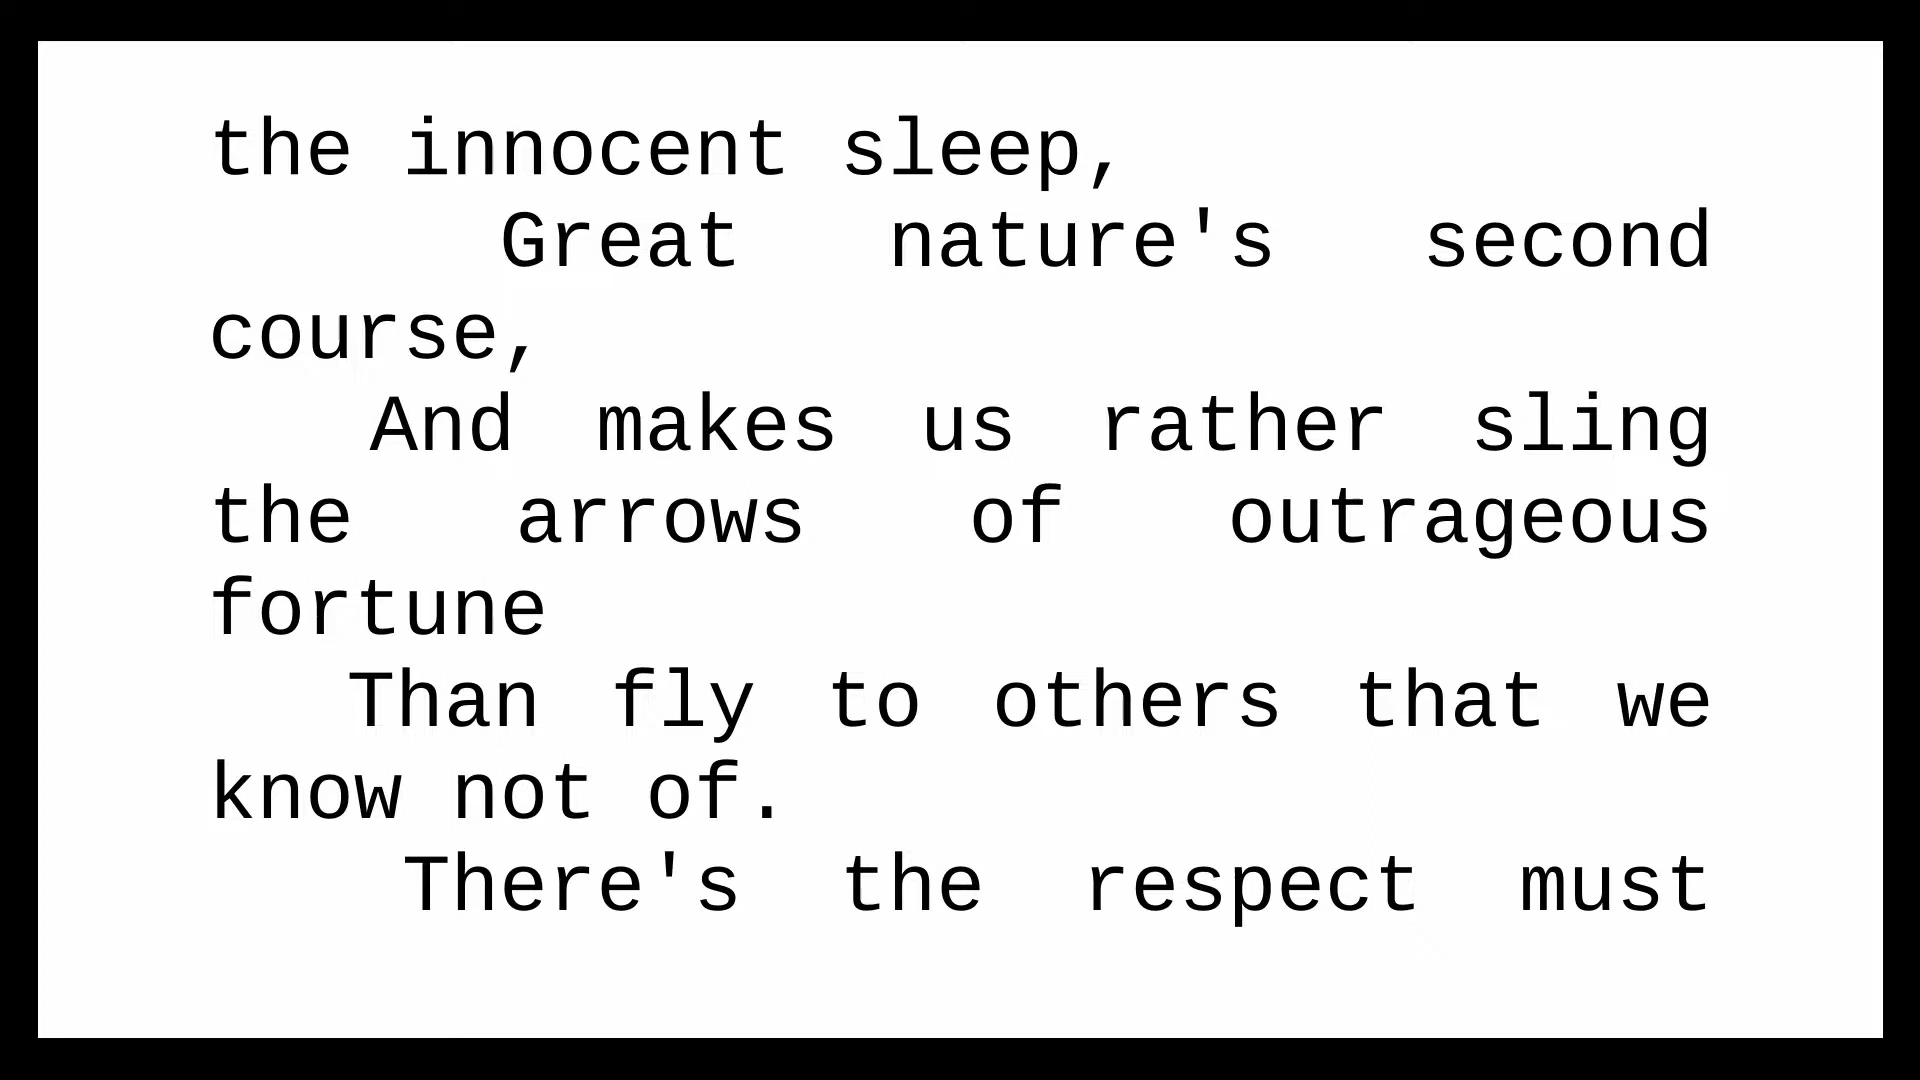 the innocent sleep,
Great nature's second
course,
And makes us rather sling
the arrows of outrageous
fortune
Than fly to others that we
know not of.
There's the respect must